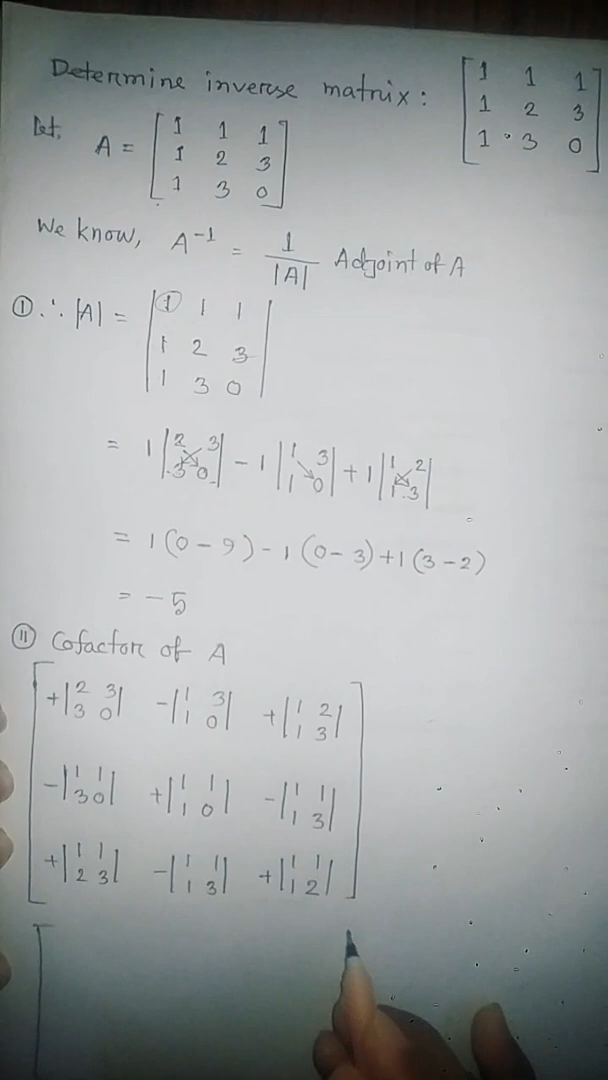 Determine inverse matrix: [1 1 1
1 2 3
1 3 0]
Let, A = [1 1 1
1 2 3
1 3 0]
We know, A⁻¹ = 1/|A| Adjoint of A
① ∴ |A| = |1 1 1
1 2 3
1 3 0|
= 1|2 3; 3 0| - 1|1 3; 1 0| + 1|1 2; 1 3|
= 1(0-9) - 1(0-3) + 1(3-2)
= -5
② Cofactor of A
[+|2 3; 3 0| -|1 3; 1 0| +|1 2; 1 3|
-|1 1; 3 0| +|1 1; 1 0| -|1 1; 1 3|
+|1 1; 2 3| -|1 1; 1 3| +|1 1; 1 2|]
[